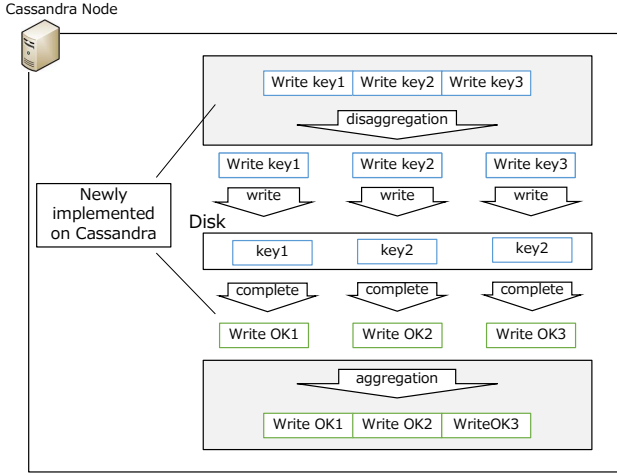 Cassandra Node
Write key1 Write key2 Write key3
disaggregation
Write key1 Write key2 Write key3
write write write
Newly
implemented
on Cassandra
Disk
key1 key2 key2
complete complete complete
Write OK1 Write OK2 Write OK3
aggregation
Write OK1 Write OK2 WriteOK3